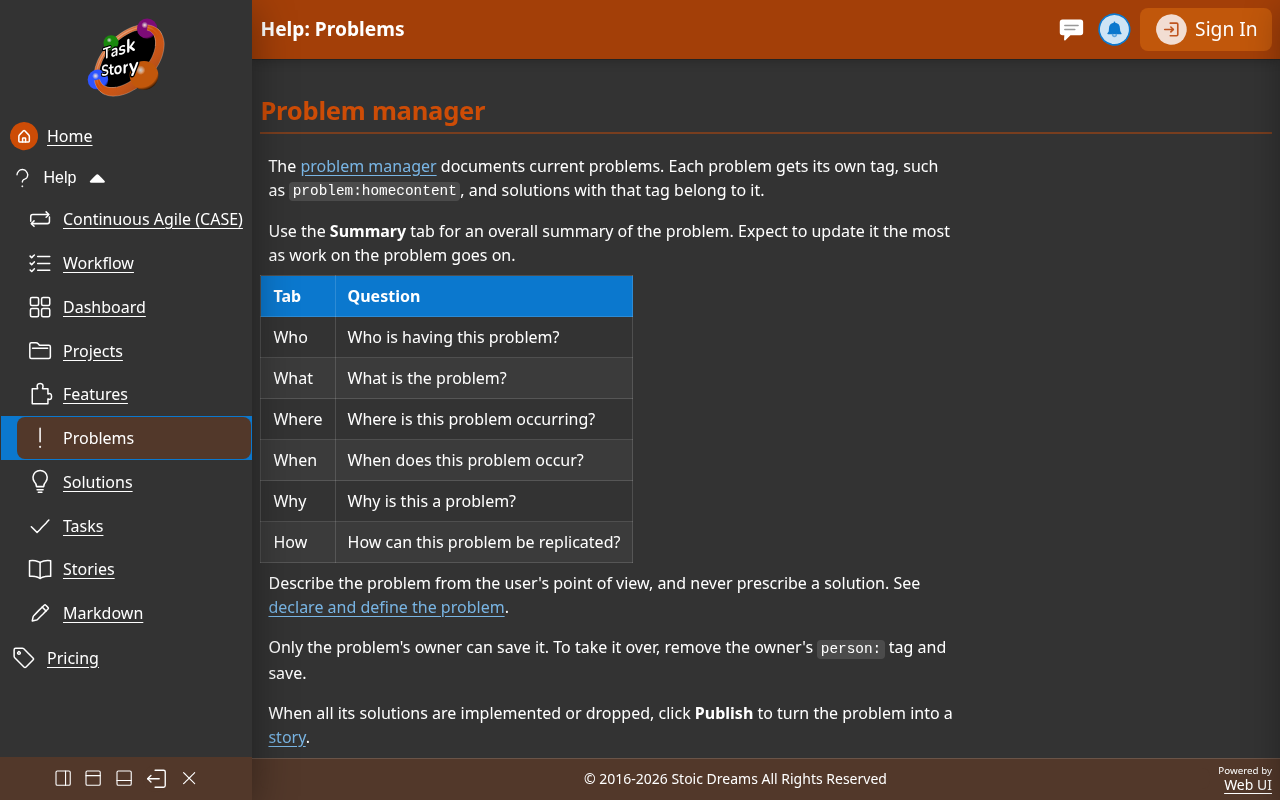 Task
Story
Home
Help
Continuous Agile (CASE)
Workflow
Dashboard
Projects
Features
Problems
Solutions
Tasks
Stories
Markdown
Pricing
Help: Problems
Sign In
Problem manager
The problem manager documents current problems. Each problem gets its own tag, such
as problem:homecontent, and solutions with that tag belong to it.
Use the Summary tab for an overall summary of the problem. Expect to update it the most
as work on the problem goes on.
Tab Question
Who Who is having this problem?
What What is the problem?
Where Where is this problem occurring?
When When does this problem occur?
Why Why is this a problem?
How How can this problem be replicated?
Describe the problem from the user's point of view, and never prescribe a solution. See
declare and define the problem.
Only the problem's owner can save it. To take it over, remove the owner's person: tag and
save.
When all its solutions are implemented or dropped, click Publish to turn the problem into a
story.
© 2016-2026 Stoic Dreams All Rights Reserved
Powered by
Web UI